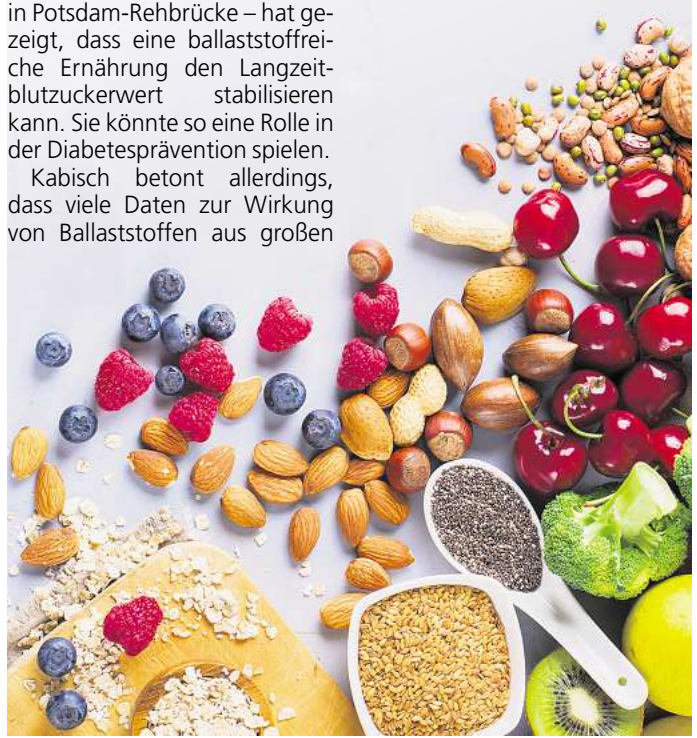 in Potsdam-Rehbrücke – hat ge-
zeigt, dass eine ballaststoffrei-
che Ernährung den Langzeit-
blutzuckerwert stabilisieren
kann. Sie könnte so eine Rolle in
der Diabetesprävention spielen.
Kabisch betont allerdings,
dass viele Daten zur Wirkung
von Ballaststoffen aus großen